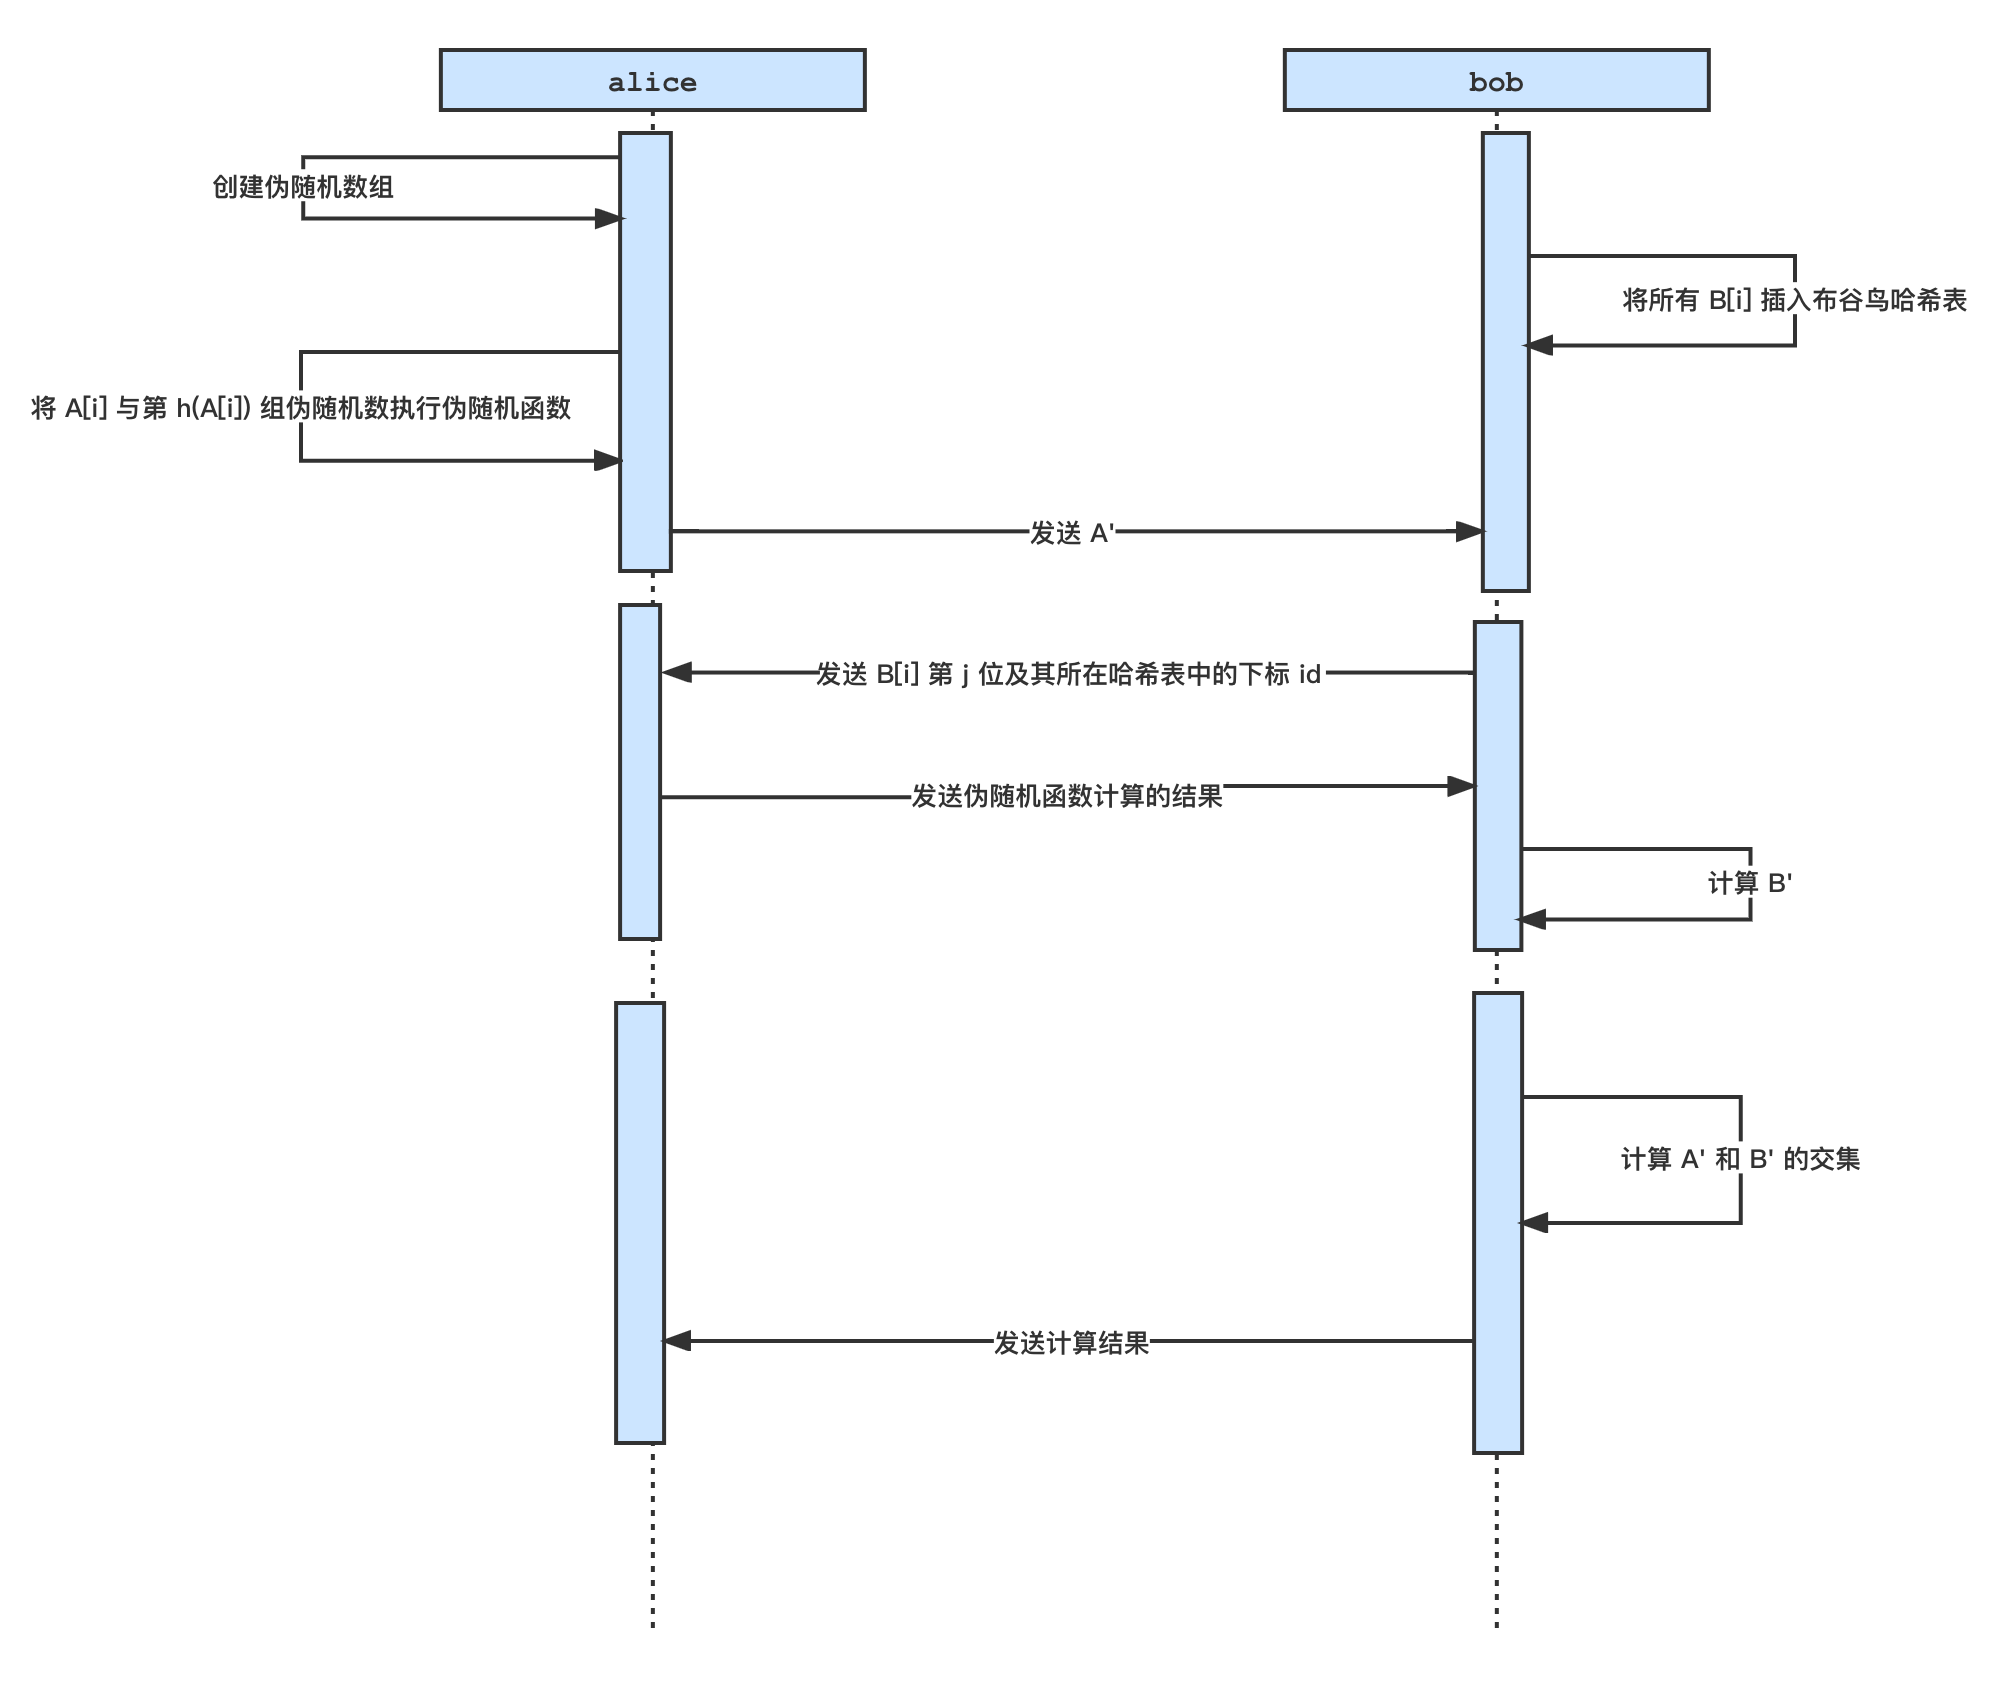 alice
bob
创建伪随机数组
将所有 B[i] 插入布谷鸟哈希表
将 A[i] 与第 h(A[i]) 组伪随机数执行伪随机函数
发送 A'
发送 B[i] 第 j 位及其所在哈希表中的下标 id
发送伪随机函数计算的结果
计算 B'
计算 A' 和 B' 的交集
发送计算结果